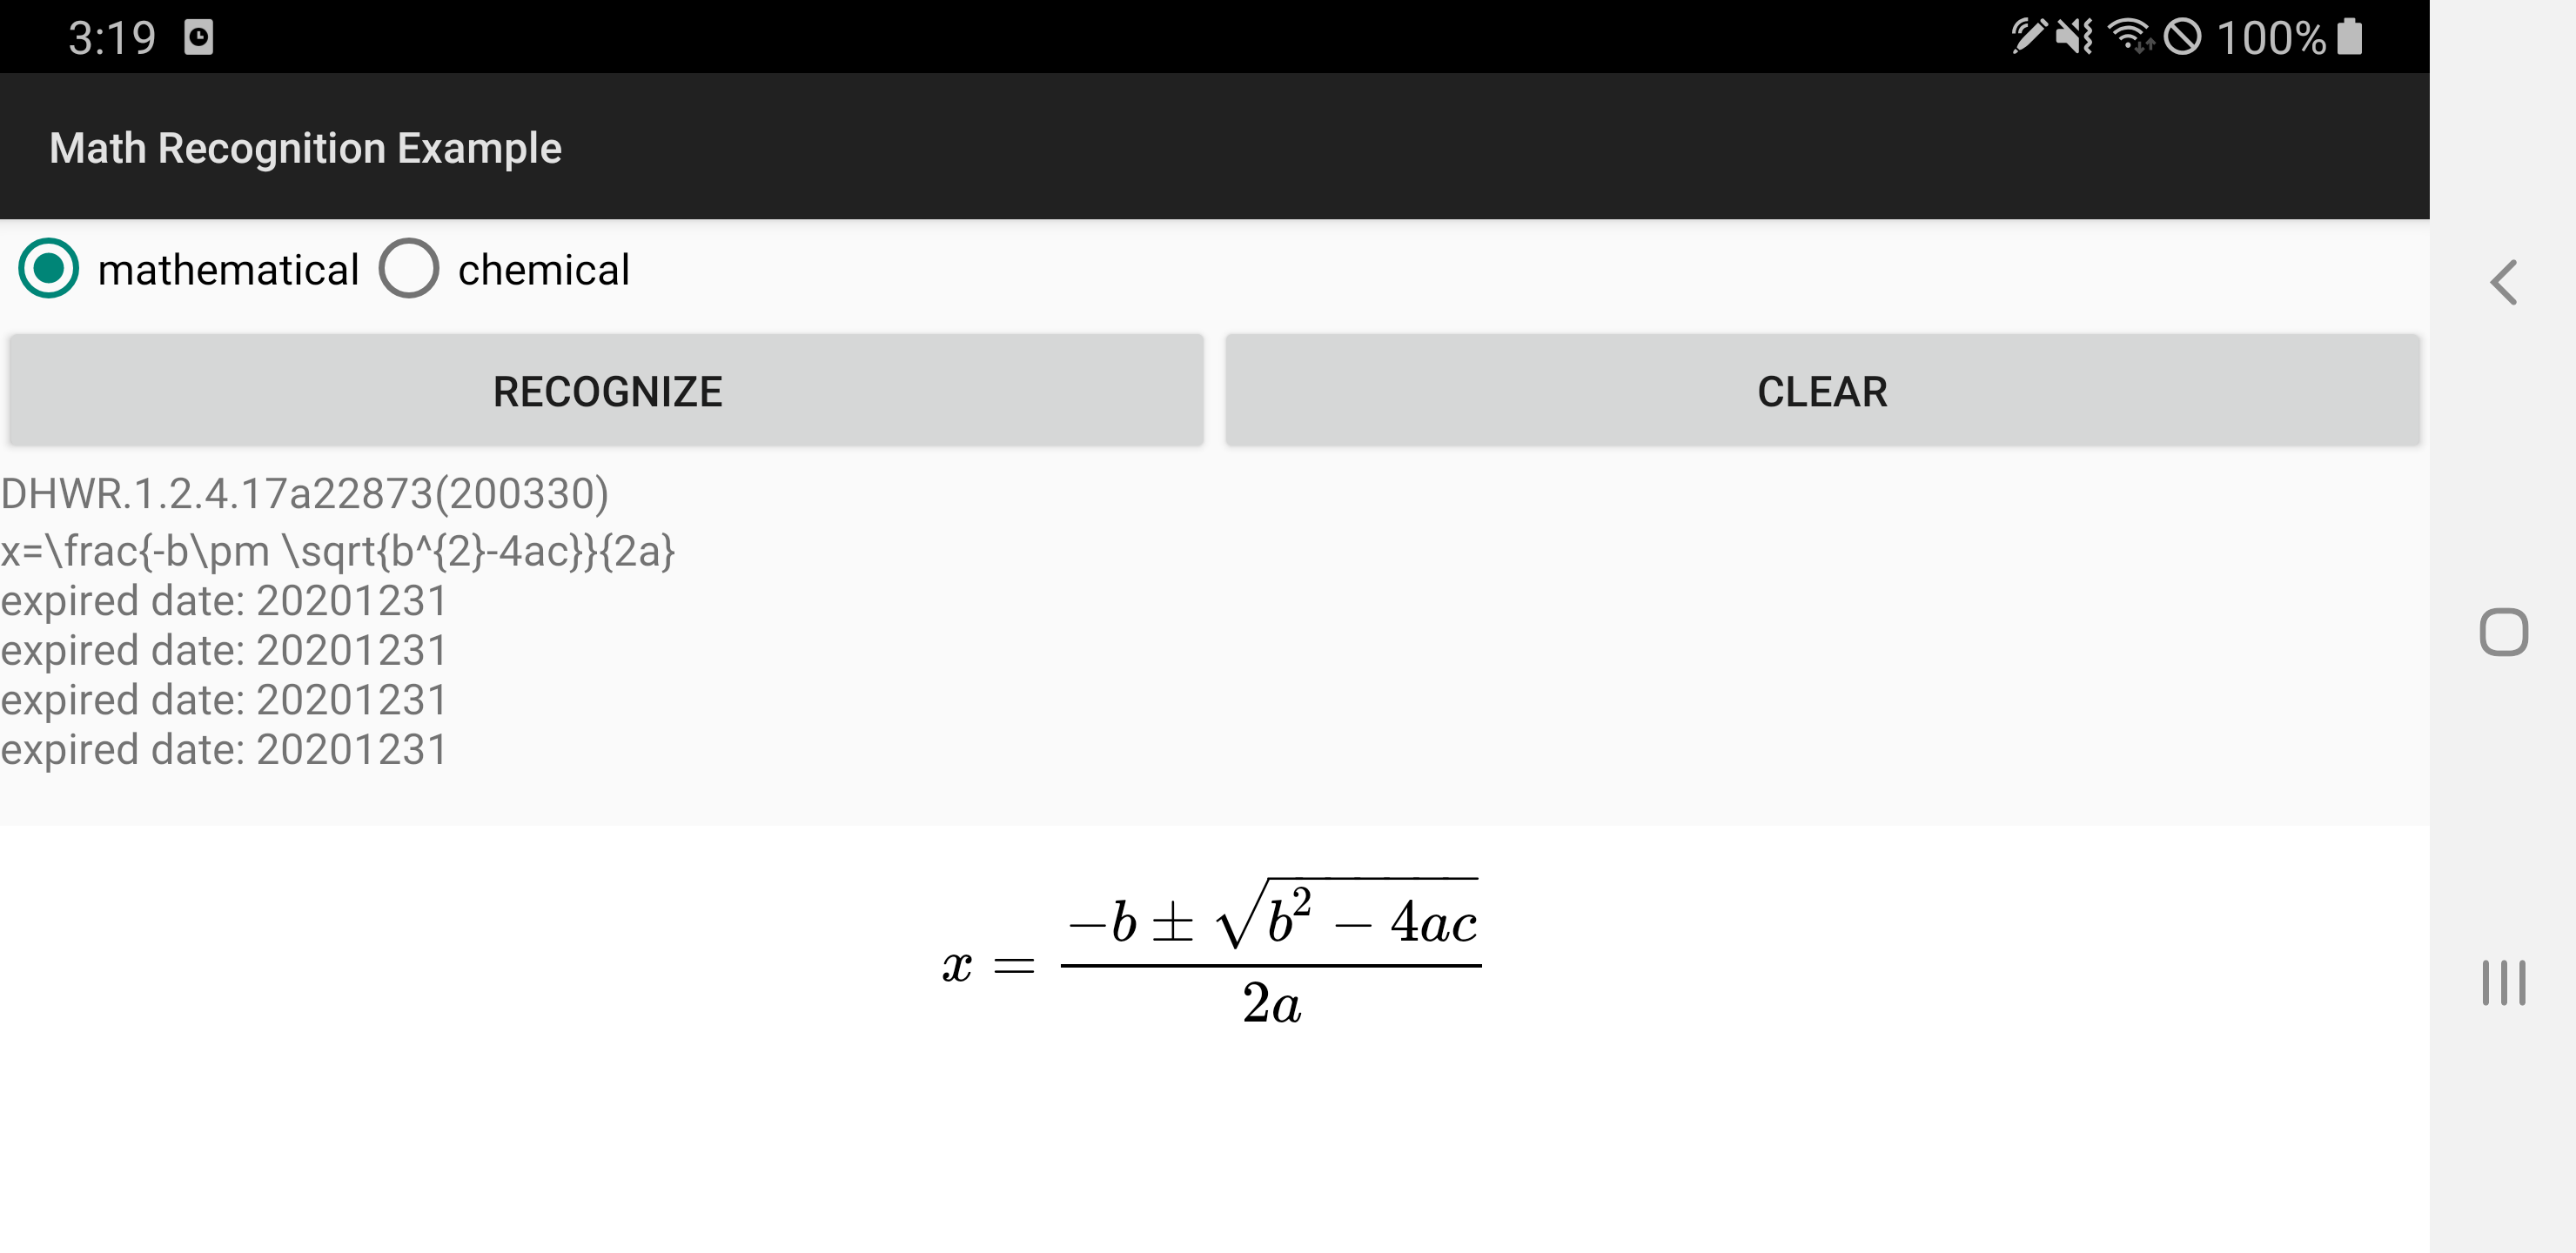 3:19 100%
Math Recognition Example
mathematical chemical
RECOGNIZE CLEAR
DHWR.1.2.4.17a22873(200330)
x=\frac{-b\pm \sqrt{b^{2}-4ac}}{2a}
expired date: 20201231
expired date: 20201231
expired date: 20201231
expired date: 20201231
x = \frac{-b \pm \sqrt{b^2 - 4ac}}{2a}